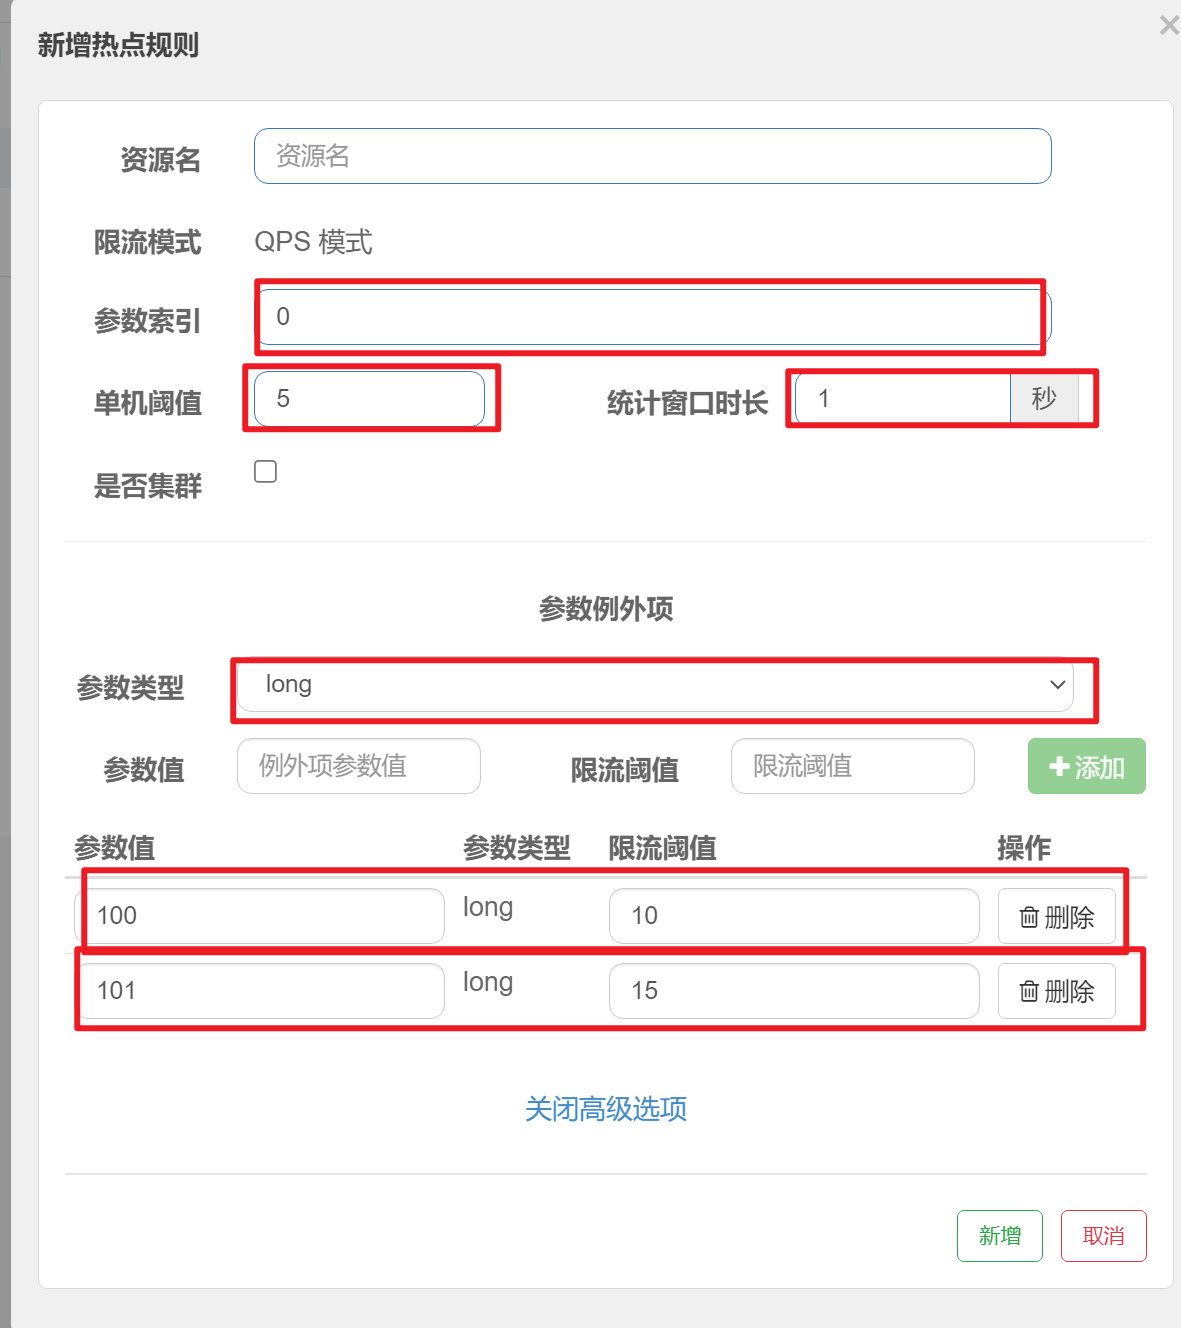 新增热点规则
×
资源名 资源名
限流模式 QPS 模式
参数索引 0
单机阈值 5 统计窗口时长 1 秒
是否集群
参数例外项
参数类型 long
参数值 例外项参数值 限流阈值 限流阈值 添加
参数值 参数类型 限流阈值 操作
100 long 10 删除
101 long 15 删除
关闭高级选项
新增 取消